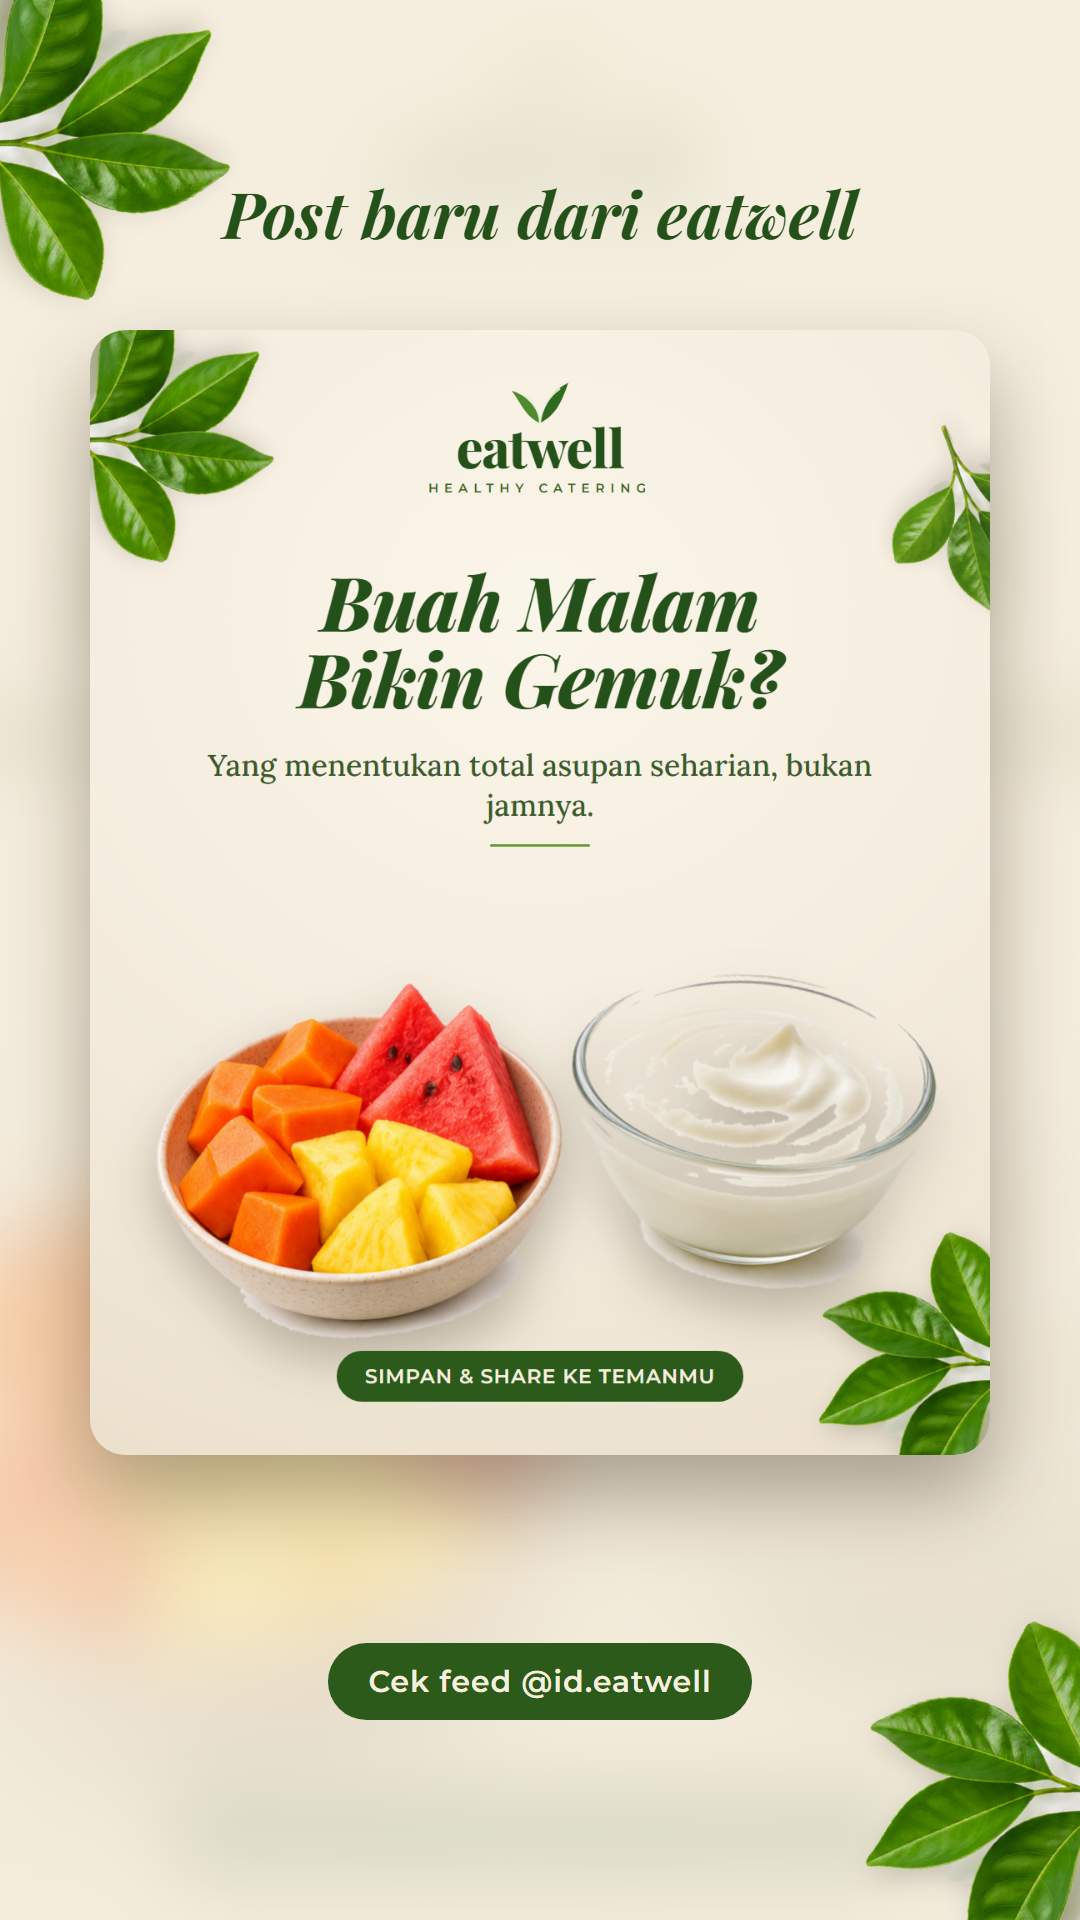 Post baru dari eatwell
eatwell
HEALTHY CATERING
Buah Malam
Bikin Gemuk?
Yang menentukan total asupan seharian, bukan
jamnya.
SIMPAN & SHARE KE TEMANMU
Cek feed @id.eatwell